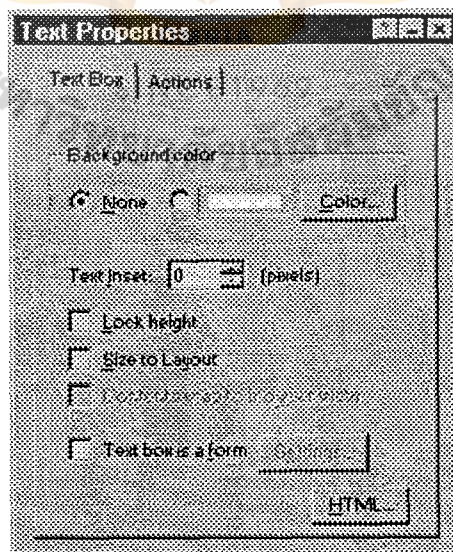 Text Properties
Text Box Actions
Background color
None Color...
Text Inset: 0 (pixels)
Lock height
Size to Layout
Text box is a form Settings...
HTML...